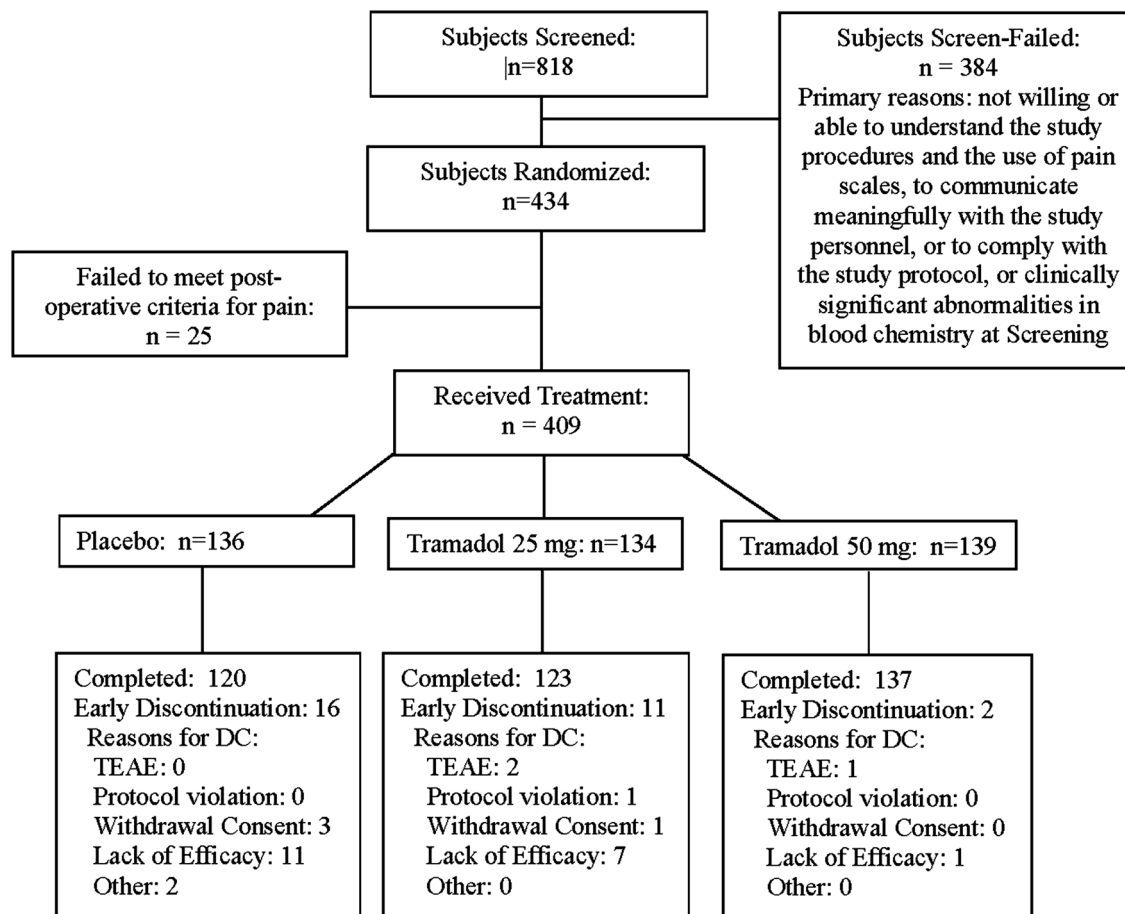 Subjects Screened:
n=818
Subjects Screen-Failed:
n = 384
Primary reasons: not willing or
able to understand the study
procedures and the use of pain
scales, to communicate
meaningfully with the study
personnel, or to comply with
the study protocol, or clinically
significant abnormalities in
blood chemistry at Screening
Subjects Randomized:
n=434
Failed to meet post-
operative criteria for pain:
n = 25
Received Treatment:
n = 409
Placebo: n=136
Tramadol 25 mg: n=134
Tramadol 50 mg: n=139
Completed: 120
Early Discontinuation: 16
Reasons for DC:
TEAE: 0
Protocol violation: 0
Withdrawal Consent: 3
Lack of Efficacy: 11
Other: 2
Completed: 123
Early Discontinuation: 11
Reasons for DC:
TEAE: 2
Protocol violation: 1
Withdrawal Consent: 1
Lack of Efficacy: 7
Other: 0
Completed: 137
Early Discontinuation: 2
Reasons for DC:
TEAE: 1
Protocol violation: 0
Withdrawal Consent: 0
Lack of Efficacy: 1
Other: 0